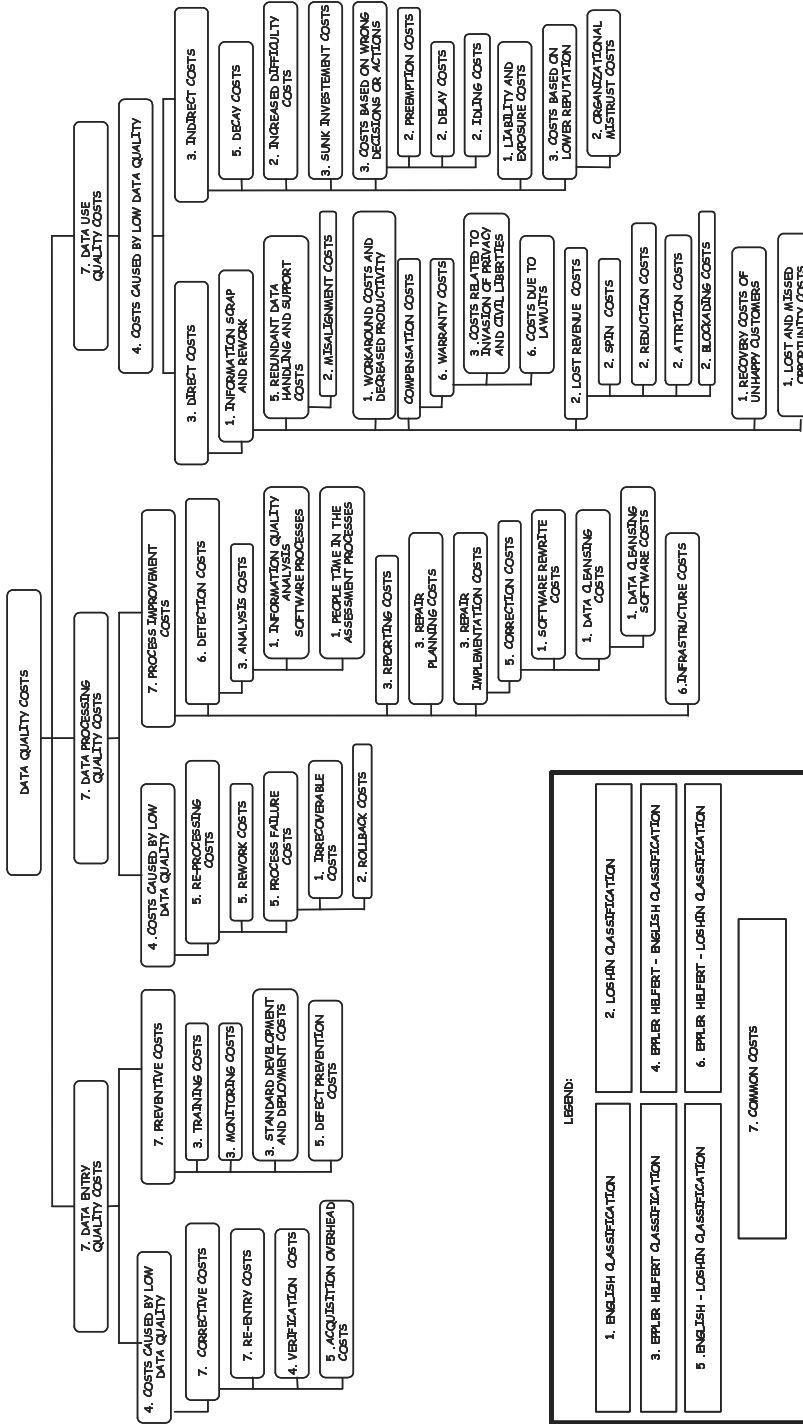 DATA QUALITY COSTS
7. DATA ENTRY
QUALITY COSTS
4. COSTS CAUSED BY LOW
DATA QUALITY
7. CORRECTIVE COSTS
7. RE-ENTRY COSTS
4. VERIFICATION COSTS
5 .ACQUISITION OVERHEAD
COSTS
7. PREVENTIVE COSTS
3. TRAINING COSTS
3. MONITORING COSTS
3. STANDARD DEVELOPMENT
AND DEPLOYMENT COSTS
5. DEFECT PREVENTION
COSTS
7. DATA PROCESSING
QUALITY COSTS
4. COSTS CAUSED BY LOW
DATA QUALITY
5. RE-PROCESSING
COSTS
5. REWORK COSTS
5. PROCESS FAILURE
COSTS
1. IRRECOVERABLE
COSTS
2. ROLLBACK COSTS
7. PROCESS IMPROVEMENT
COSTS
6. DETECTION COSTS
3. ANALYSIS COSTS
1. INFORMATION QUALITY
ANALYSIS
SOFTWARE PROCESSES
1. PEOPLE TIME IN THE
ASSESSMENT PROCESSES
3. REPORTING COSTS
3. REPAIR
PLANNING COSTS
3. REPAIR
IMPLEMENTATION COSTS
5. CORRECTION COSTS
1. SOFTWARE REWRITE
COSTS
1. DATA CLEANSING
COSTS
1. DATA CLEANSING
SOFTWARE COSTS
6.INFRASTRUCTURE COSTS
7. DATA USE
QUALITY COSTS
4. COSTS CAUSED BY LOW DATA QUALITY
3. DIRECT COSTS
1. INFORMATION SCRAP
AND REWORK
5. REDUNDANT DATA
HANDLING AND SUPPORT
COSTS
2. MISALIGNMENT COSTS
1. WORKAROUND COSTS AND
DECREASED PRODUCTIVITY
COMPENSATION COSTS
6. WARRANTY COSTS
3. COSTS RELATED TO
INVASION OF PRIVACY
AND CIVIL LIBERTIES
6. COSTS DUE TO
LAWUITS
2. LOST REVENUE COSTS
2. SPIN COSTS
2. REDUCTION COSTS
2. ATTRTION COSTS
2. BLOCKADING COSTS
1. RECOVERY COSTS OF
UNHAPPY CUSTOMERS
1. LOST AND MISSED
OPPORTUNITY COSTS
3. INDIRECT COSTS
5. DECAY COSTS
2. INCREASED DIFFICULTY
COSTS
3. SUNK INVESTEMENT COSTS
3. COSTS BASED ON WRONG
DECISIONS OR ACTIONS
2. PREEMPTION COSTS
2. DELAY COSTS
2. IDLING COSTS
1. LIABILITY AND
EXPOSURE COSTS
3. COSTS BASED ON
LOWER REPUTATION
2. ORGANIZATIONAL
MISTRUST COSTS
LEGEND:
1. ENGLISH CLASSIFICATION
2. LOSHIN CLASSIFICATION
3. EPPLER HELFERT CLASSIFICATION
4. EPPLER HELFERT - ENGLISH CLASSIFICATION
5 .ENGLISH - LOSHIN CLASSIFICATION
6. EPPLER HELFERT - LOSHIN CLASSIFICATION
7. COMMON COSTS